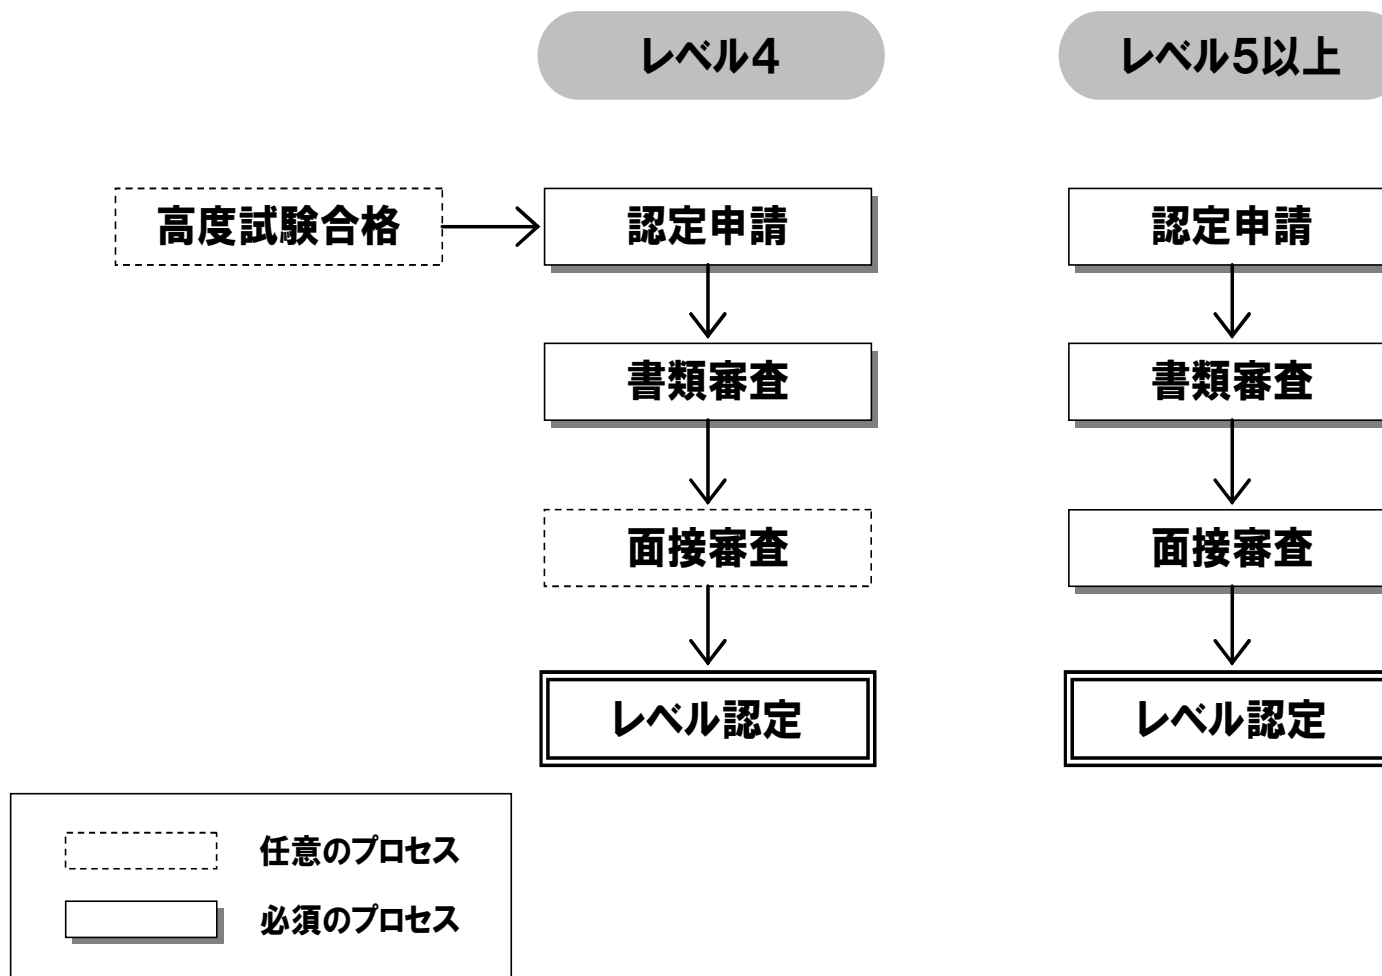 レベル4
レベル5以上
高度試験合格
認定申請
認定申請
書類審査
書類審査
面接審査
面接審査
レベル認定
レベル認定
任意のプロセス
必須のプロセス